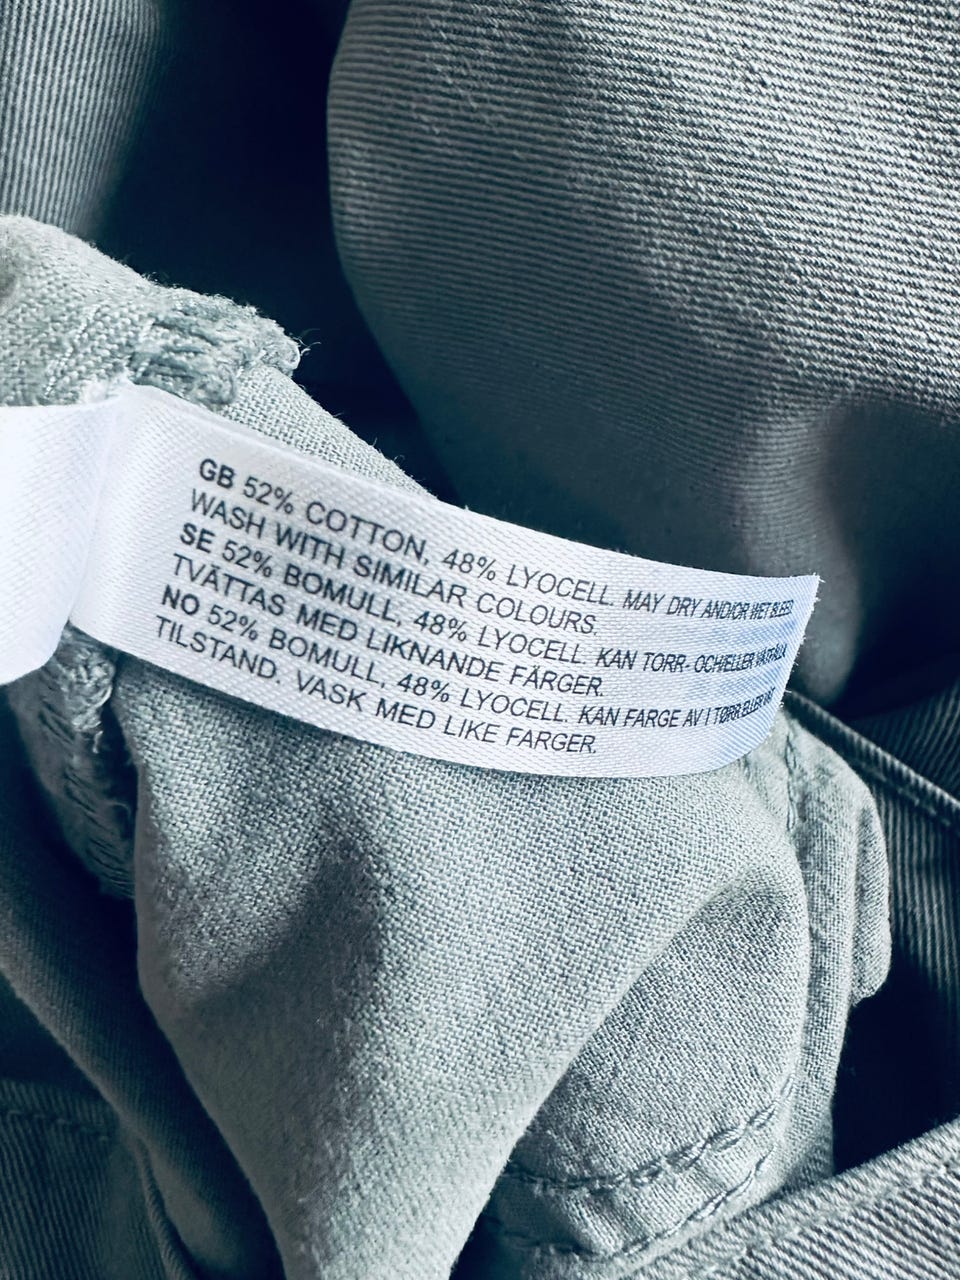 GB 52% COTTON, 48% LYOCELL. MAY DRY AND/OR WET BLEED.
WASH WITH SIMILAR COLOURS.
SE 52% BOMULL, 48% LYOCELL. KAN TORR- OCH/ELLER VÅTFÄLLA.
TVÄTTAS MED LIKNANDE FÄRGER.
NO 52% BOMULL, 48% LYOCELL. KAN FARGE AV I TØRR ELLER VÅT
TILSTAND. VASK MED LIKE FARGER.